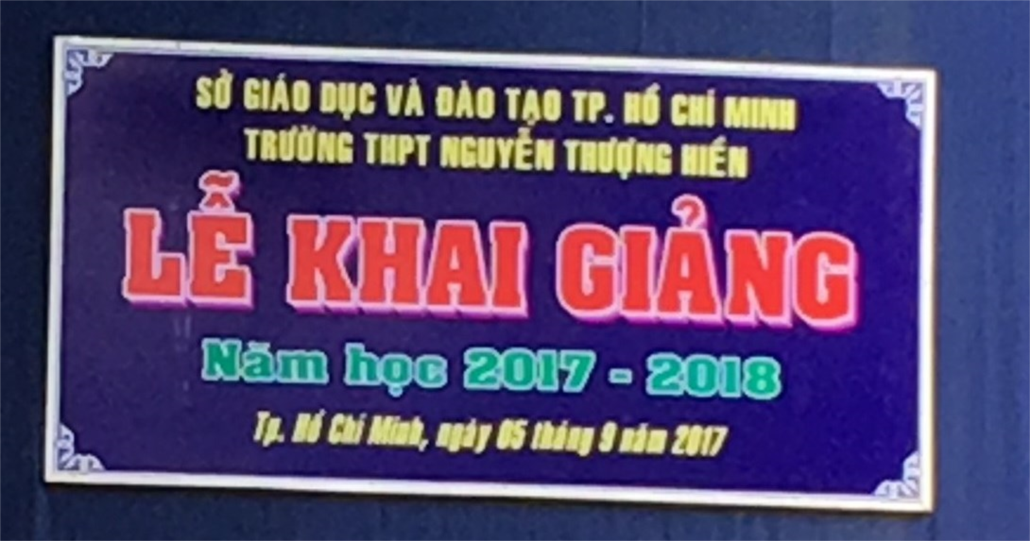 SỞ GIÁO DỤC VÀ ĐÀO TẠO TP. HỒ CHÍ MINH
TRƯỜNG THPT NGUYỄN THƯỢNG HIỀN
LỄ KHAI GIẢNG
Năm học 2017 - 2018
Tp. Hồ Chí Minh, ngày 05 tháng 9 năm 2017